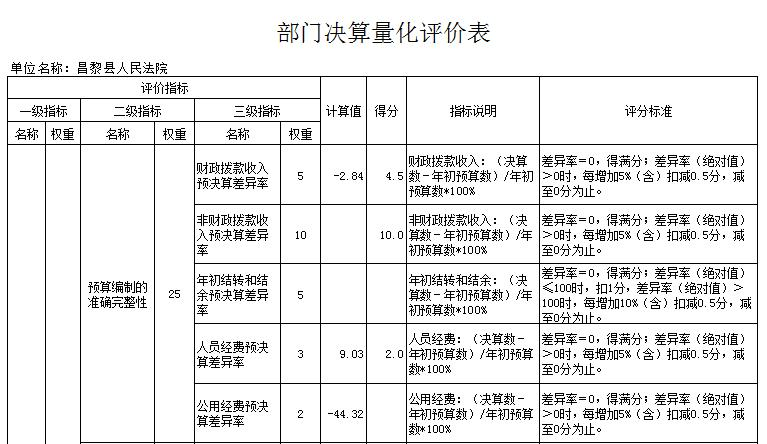 部门决算量化评价表
单位名称：昌黎县人民法院
评价指标 计算值 得分 指标说明 评分标准
一级指标 二级指标 三级指标
名称 权重 名称 权重 名称 权重
预算编制的
准确完整性
25
财政拨款收入
预决算差异率
5 -2.84 4.5
财政拨款收入：（决算
数－年初预算数）/年初
预算数*100%
差异率＝0，得满分；差异率（绝对值）
＞0时，每增加5%（含）扣减0.5分，减
至0分为止。
非财政拨款收
入预决算差异
率
10 10.0
非财政拨款收入：（决
算数－年初预算数）/年
初预算数*100%
差异率＝0，得满分；差异率（绝对值）
＞0时，每增加5%（含）扣减0.5分，减
至0分为止。
年初结转和结
余预决算差异
率
5
年初结转和结余：（决
算数－年初预算数）/年
初预算数*100%
差异率＝0，得满分；差异率（绝对值）
≤100时，扣1分，差异率（绝对值）＞
100时，每增加10%（含）扣减0.5分，减
至0分为止。
人员经费预决
算差异率
3 9.03 2.0
人员经费：（决算数－
年初预算数）/年初预算
数*100%
差异率＝0，得满分；差异率（绝对值）
＞0时，每增加5%（含）扣减0.5分，减
至0分为止。
公用经费预决
算差异率
2 -44.32
公用经费：（决算数－
年初预算数）/年初预算
数*100%
差异率＝0，得满分；差异率（绝对值）
＞0时，每增加5%（含）扣减0.5分，减
至0分为止。